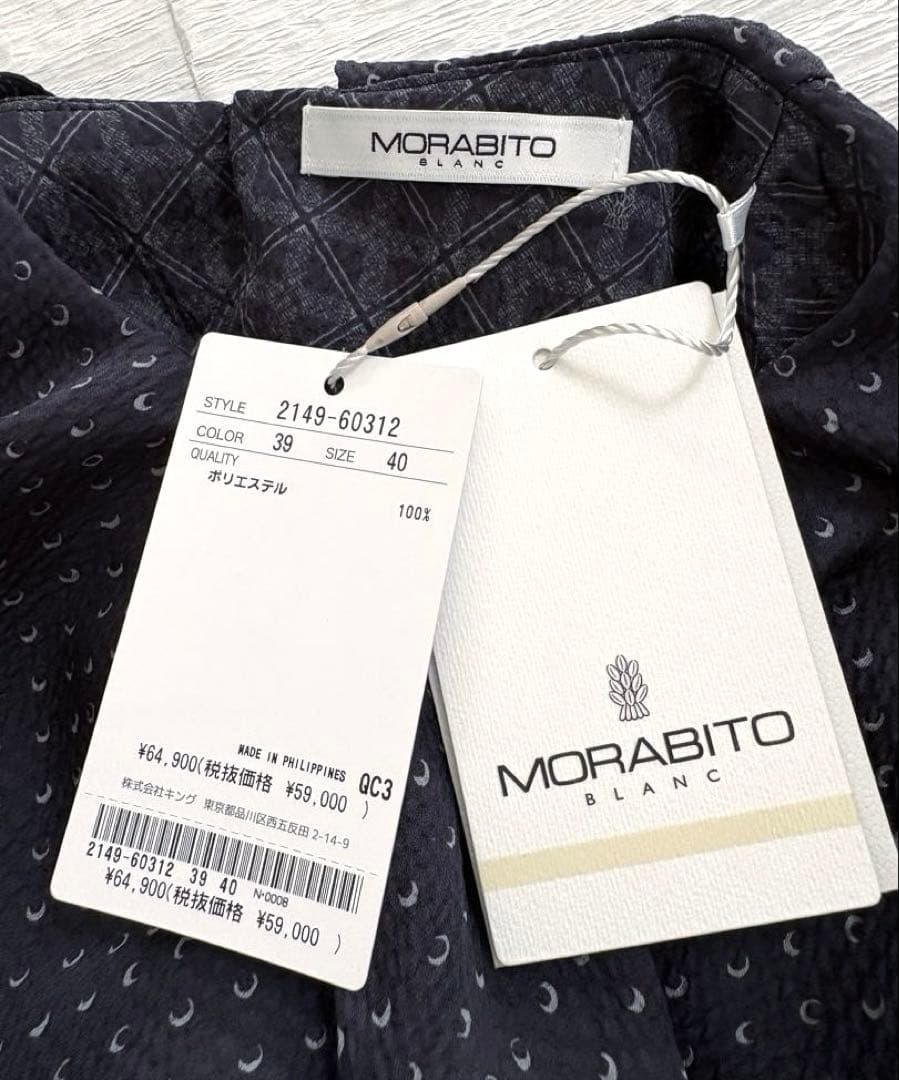 MORABITO
BLANC
STYLE 2149-60312
COLOR 39 SIZE 40
QUALITY
ポリエステル
100%
MADE IN PHILIPPINES
¥64,900(税抜価格 ¥59,000 )
QC3
株式会社キング 東京都品川区西五反田 2-14-9
2149-60312 39 40 N•0008
¥64,900(税抜価格 ¥59,000 )
MORABITO
BLANC